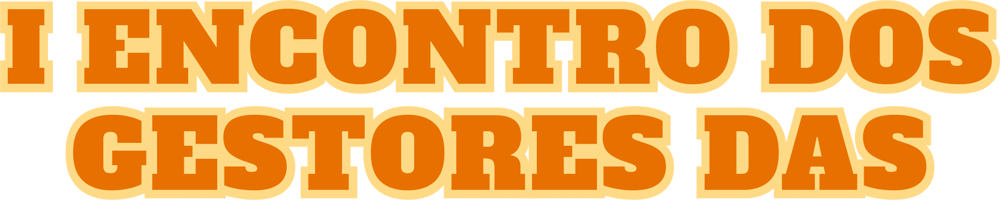 I ENCONTRO DOS
GESTORES DAS